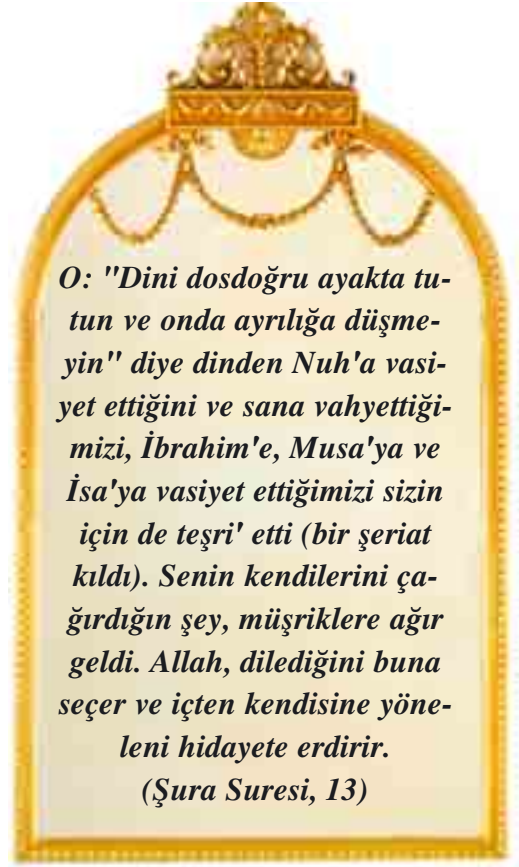 O: "Dini dosdoğru ayakta tu-
tun ve onda ayrılığa düşme-
yin" diye dinden Nuh'a vasi-
yet ettiğini ve sana vahyettiği-
mizi, İbrahim'e, Musa'ya ve
İsa'ya vasiyet ettiğimizi sizin
için de teşri' etti (bir şeriat
kıldı). Senin kendilerini ça-
ğırdığın şey, müşriklere ağır
geldi. Allah, dilediğini buna
seçer ve içten kendisine yöne-
leni hidayete erdirir.
(Şura Suresi, 13)